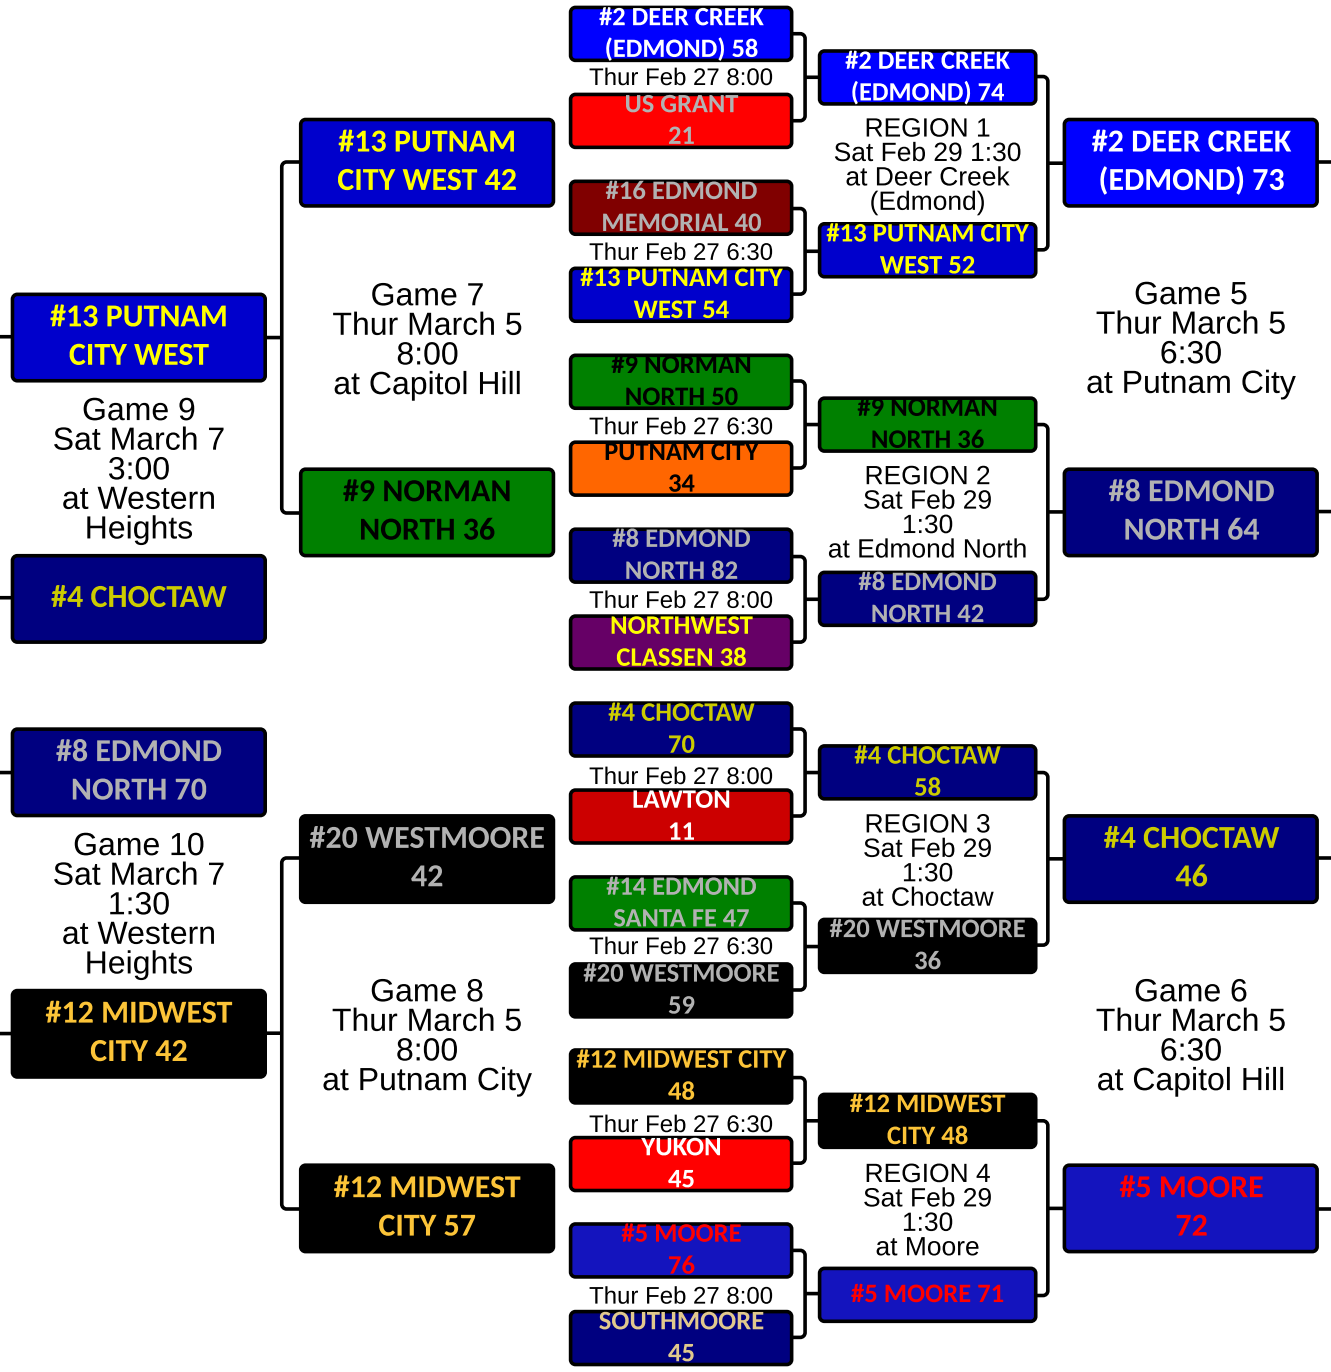 #13 PUTNAM
CITY WEST
Game 9
Sat March 7
3:00
at Western
Heights
#4 CHOCTAW
#8 EDMOND
NORTH 70
Game 10
Sat March 7
1:30
at Western
Heights
#12 MIDWEST
CITY 42
#13 PUTNAM
CITY WEST 42
Game 7
Thur March 5
8:00
at Capitol Hill
#9 NORMAN
NORTH 36
#20 WESTMOORE
42
Game 8
Thur March 5
8:00
at Putnam City
#12 MIDWEST
CITY 57
#2 DEER CREEK
(EDMOND) 58
Thur Feb 27 8:00
US GRANT
21
#16 EDMOND
MEMORIAL 40
Thur Feb 27 6:30
#13 PUTNAM CITY
WEST 54
#9 NORMAN
NORTH 50
Thur Feb 27 6:30
PUTNAM CITY
34
#8 EDMOND
NORTH 82
Thur Feb 27 8:00
NORTHWEST
CLASSEN 38
#4 CHOCTAW
70
Thur Feb 27 8:00
LAWTON
11
#14 EDMOND
SANTA FE 47
Thur Feb 27 6:30
#20 WESTMOORE
59
#12 MIDWEST CITY
48
Thur Feb 27 6:30
YUKON
45
#5 MOORE
76
Thur Feb 27 8:00
SOUTHMOORE
45
#2 DEER CREEK
(EDMOND) 74
REGION 1
Sat Feb 29 1:30
at Deer Creek
(Edmond)
#13 PUTNAM CITY
WEST 52
#9 NORMAN
NORTH 36
REGION 2
Sat Feb 29
1:30
at Edmond North
#8 EDMOND
NORTH 42
#4 CHOCTAW
58
REGION 3
Sat Feb 29
1:30
at Choctaw
#20 WESTMOORE
36
#12 MIDWEST
CITY 48
REGION 4
Sat Feb 29
1:30
at Moore
#5 MOORE 71
#2 DEER CREEK
(EDMOND) 73
Game 5
Thur March 5
6:30
at Putnam City
#8 EDMOND
NORTH 64
#4 CHOCTAW
46
Game 6
Thur March 5
6:30
at Capitol Hill
#5 MOORE
72